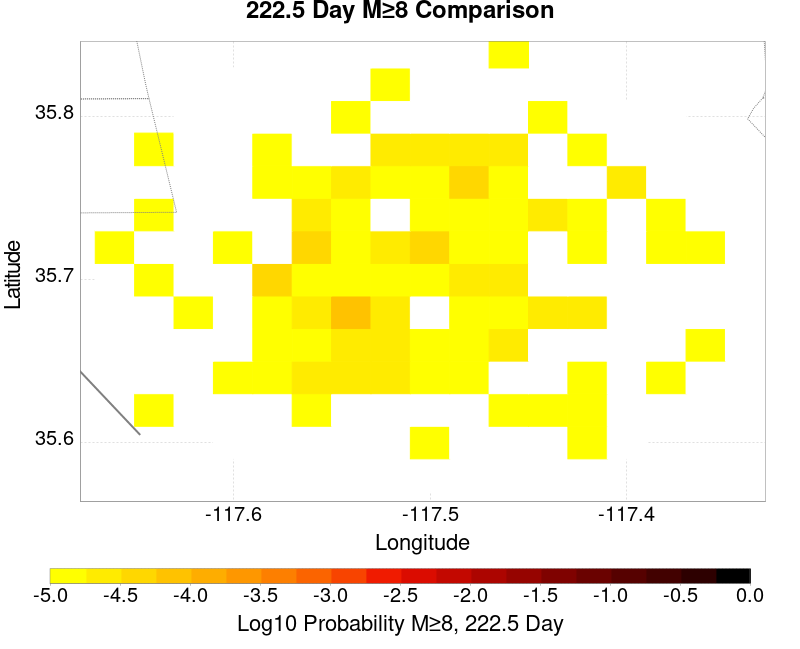 222.5 Day M≥8 Comparison
35.8
35.7
35.6
Latitude
-117.6 -117.5 -117.4
Longitude
-5.0 -4.5 -4.0 -3.5 -3.0 -2.5 -2.0 -1.5 -1.0 -0.5 0.0
Log10 Probability M≥8, 222.5 Day